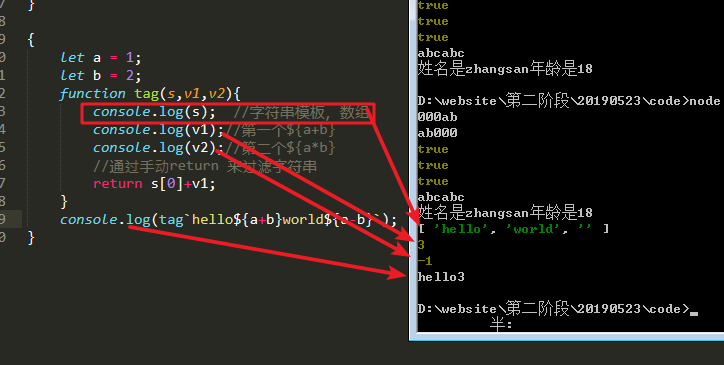 }
{
let a = 1;
let b = 2;
function tag(s,v1,v2){
console.log(s); //字符串模板，数组
console.log(v1);//第一个${a+b}
console.log(v2);//第二个${a*b}
//通过手动return 来过滤字符串
return s[0]+v1;
}
console.log(tag`hello${a+b}world${a-b}`);
}
true
true
true
abcabc
姓名是zhangsan年龄是18
D:\website\第二阶段\20190523\code>node
000ab
ab000
true
true
true
abcabc
姓名是zhangsan年龄是18
[ 'hello', 'world', '' ]
3
-1
hello3
D:\website\第二阶段\20190523\code>_
半：